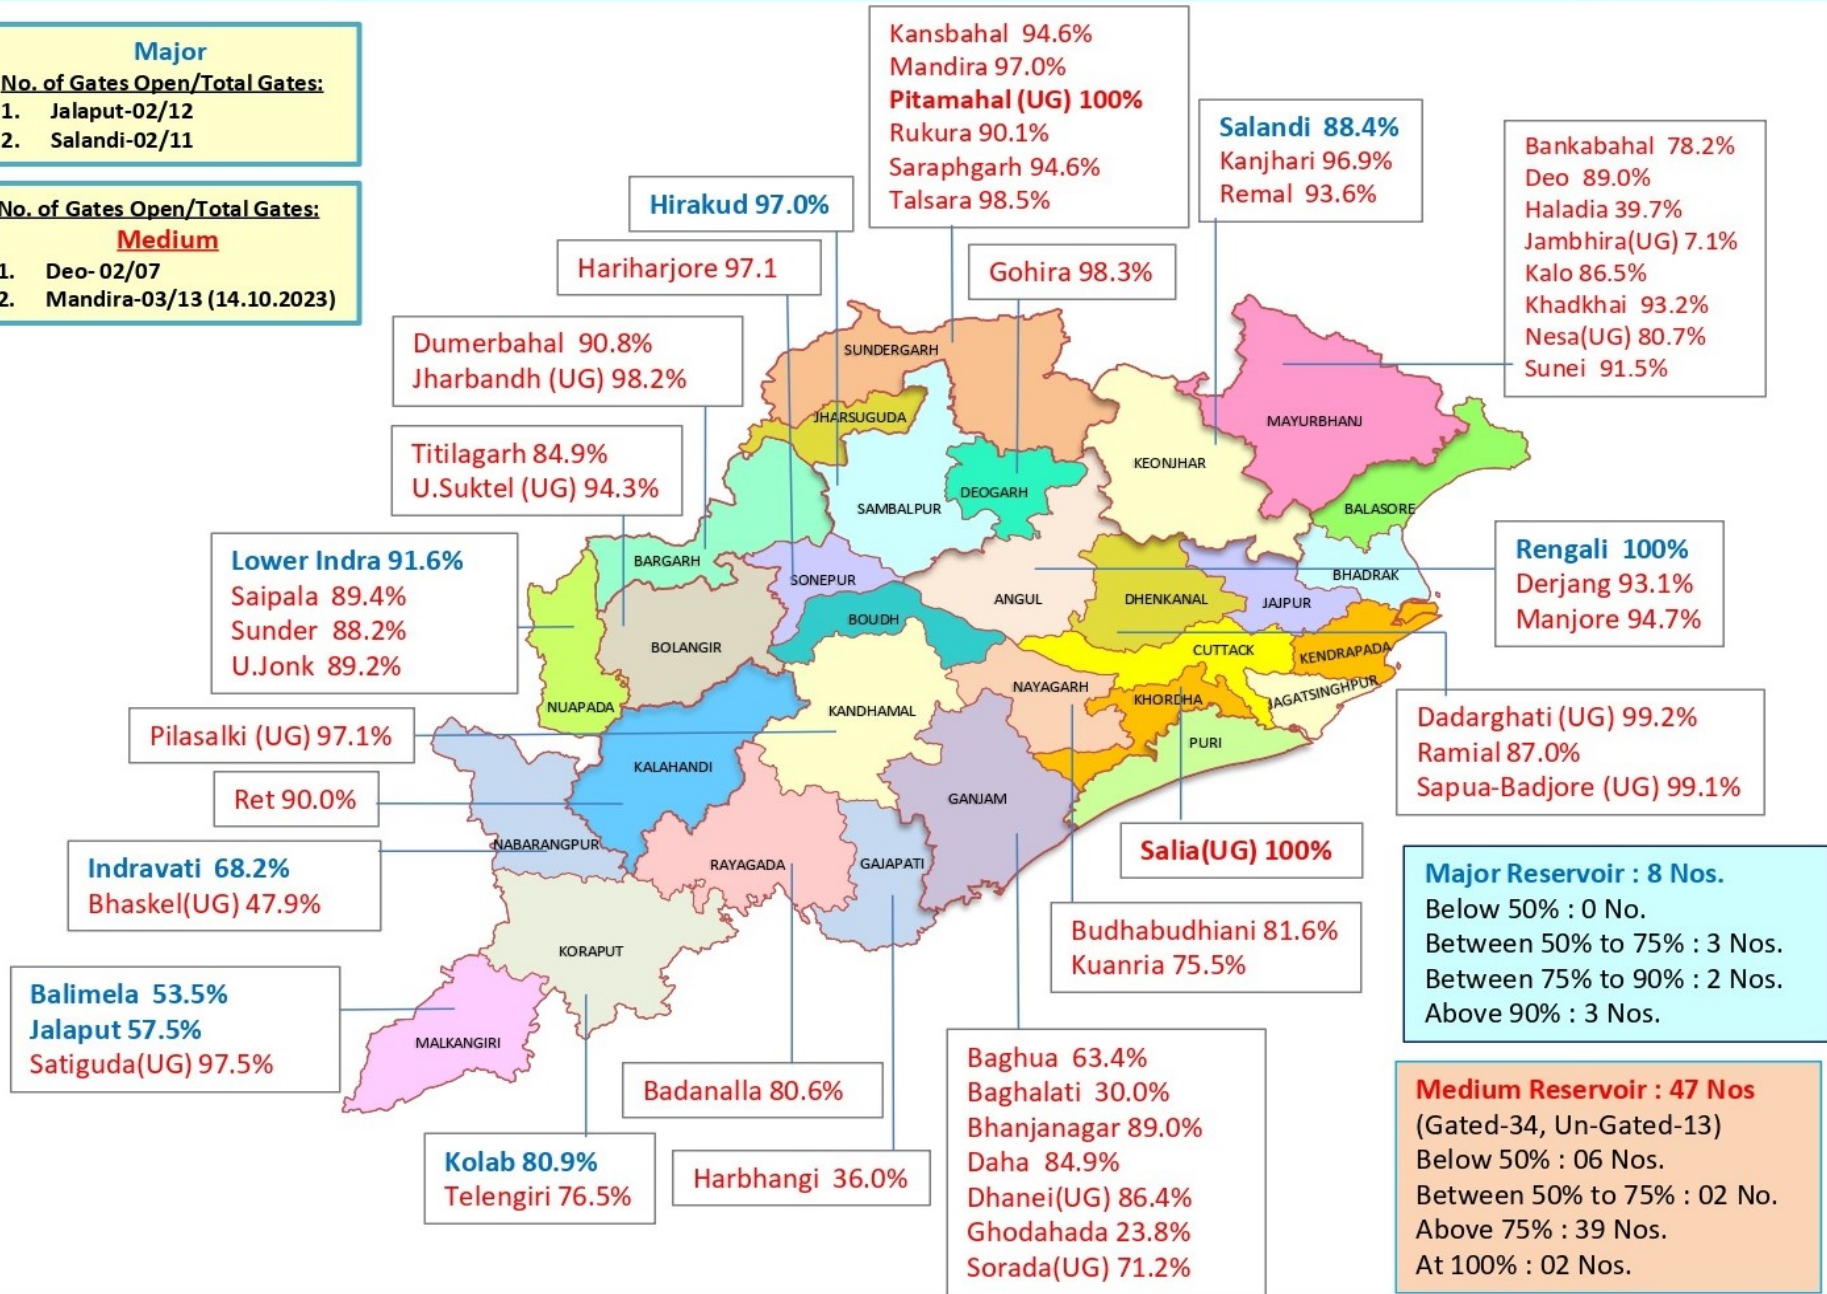 Major
No. of Gates Open/Total Gates:
1. Jalaput-02/12
2. Salandi-02/11
No. of Gates Open/Total Gates:
Medium
1. Deo- 02/07
2. Mandira-03/13 (14.10.2023)
Kansbahal 94.6%
Mandira 97.0%
Pitamahal (UG) 100%
Rukura 90.1%
Saraphgarh 94.6%
Talsara 98.5%
Salandi 88.4%
Kanjhari 96.9%
Remal 93.6%
Bankabahal 78.2%
Deo 89.0%
Haladia 39.7%
Jambhira(UG) 7.1%
Kalo 86.5%
Khadkhai 93.2%
Nesa(UG) 80.7%
Sunei 91.5%
Hirakud 97.0%
Hariharjore 97.1
Gohira 98.3%
Dumerbahal 90.8%
Jharbandh (UG) 98.2%
Titilagarh 84.9%
U.Suktel (UG) 94.3%
Lower Indra 91.6%
Saipala 89.4%
Sunder 88.2%
U.Jonk 89.2%
Pilasalki (UG) 97.1%
Ret 90.0%
Indravati 68.2%
Bhaskel(UG) 47.9%
Balimela 53.5%
Jalaput 57.5%
Satiguda(UG) 97.5%
SUNDERGARH
JHARSUGUDA
SAMBALPUR
DEOGARH
KEONJHAR
MAYURBHANJ
BALASORE
BARGARH
SONEPUR
BOUDH
ANGUL
DHENKANAL
JAJPUR
BHADRAK
BOLANGIR
NUAPADA
CUTTACK
KENDRAPADA
JAGATSINGHPUR
NAYAGARH
KHORDHA
PURI
KANDHAMAL
KALAHANDI
GANJAM
NABARANGPUR
RAYAGADA
GAJAPATI
KORAPUT
MALKANGIRI
Rengali 100%
Derjang 93.1%
Manjore 94.7%
Dadarghati (UG) 99.2%
Ramial 87.0%
Sapua-Badjore (UG) 99.1%
Salia(UG) 100%
Budhabudhiani 81.6%
Kuanria 75.5%
Badanalla 80.6%
Kolab 80.9%
Telengiri 76.5%
Harbhangi 36.0%
Baghua 63.4%
Baghalati 30.0%
Bhanjanagar 89.0%
Daha 84.9%
Dhanei(UG) 86.4%
Ghodahada 23.8%
Sorada(UG) 71.2%
Major Reservoir : 8 Nos.
Below 50% : 0 No.
Between 50% to 75% : 3 Nos.
Between 75% to 90% : 2 Nos.
Above 90% : 3 Nos.
Medium Reservoir : 47 Nos
(Gated-34, Un-Gated-13)
Below 50% : 06 Nos.
Between 50% to 75% : 02 No.
Above 75% : 39 Nos.
At 100% : 02 Nos.